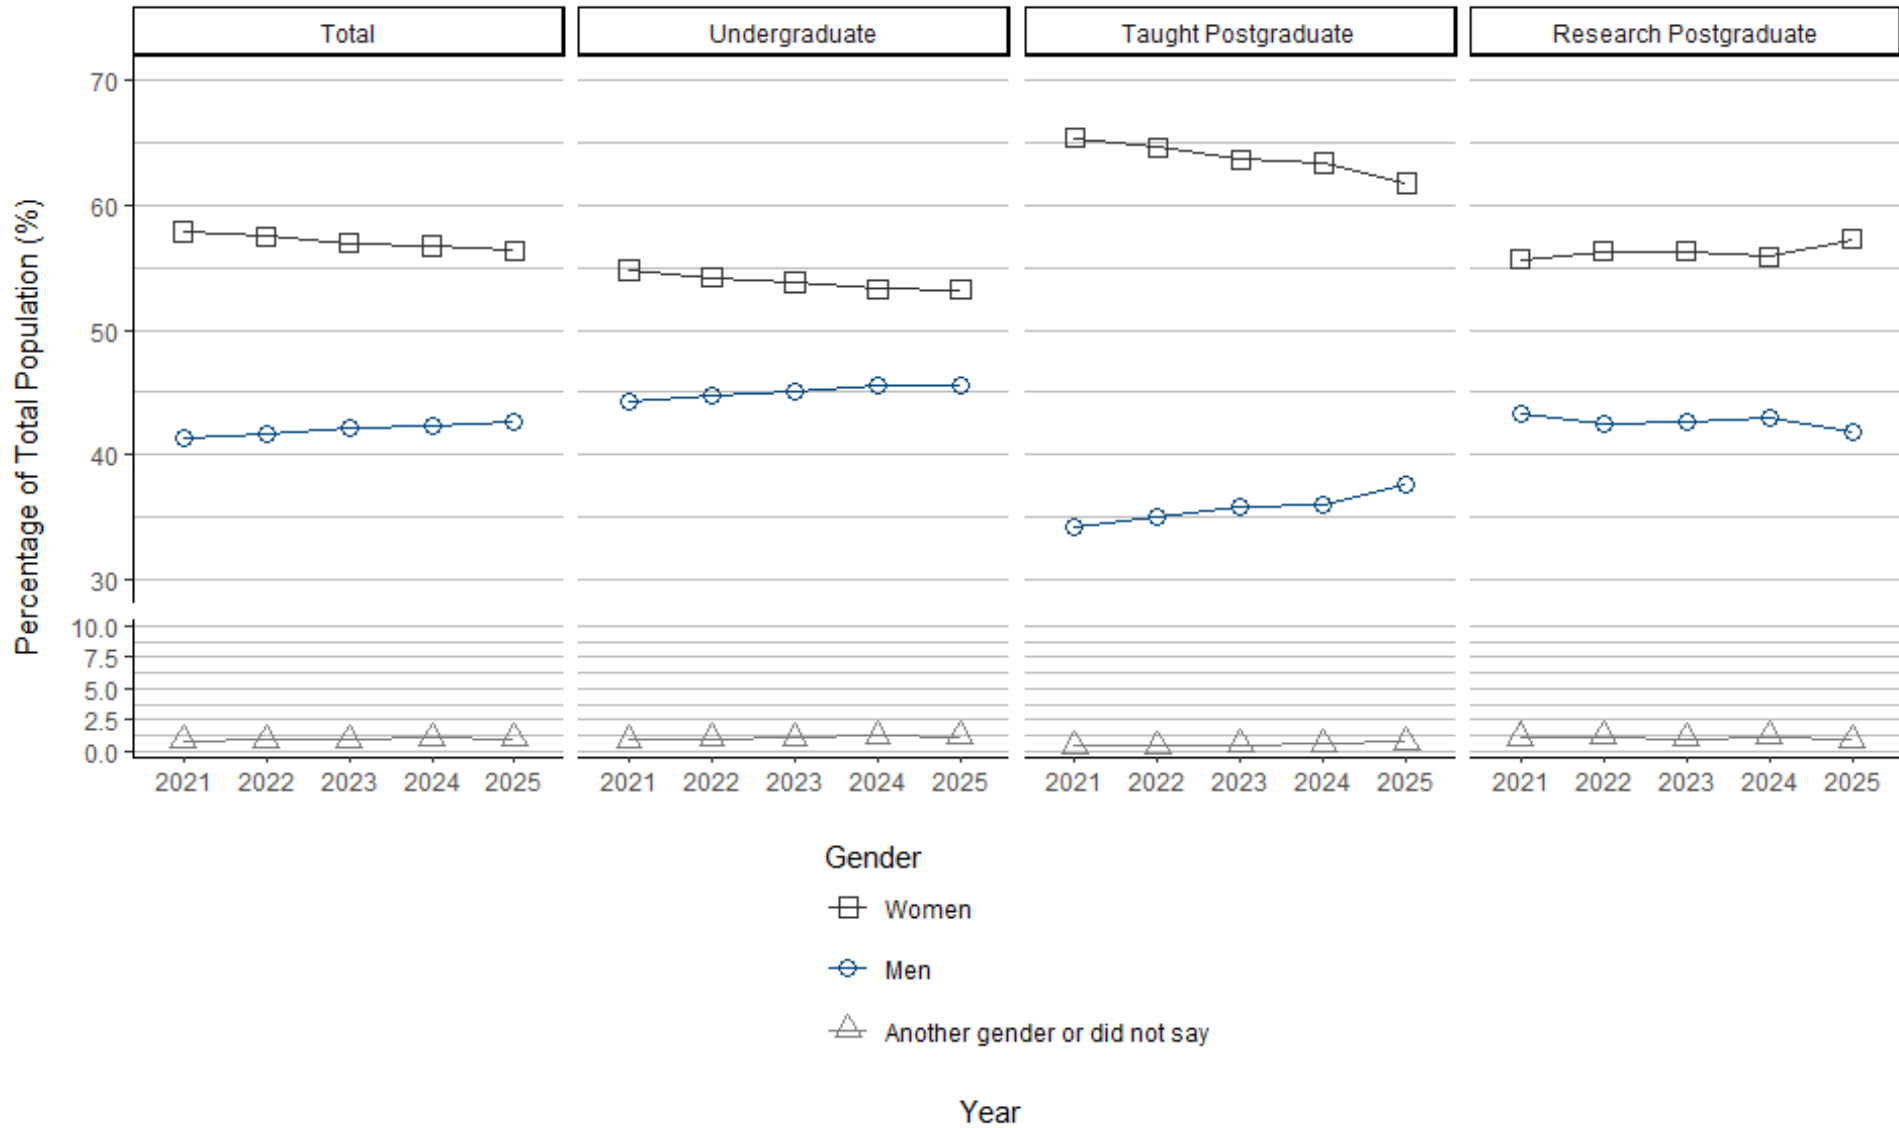 Total Undergraduate Taught Postgraduate Research Postgraduate
Percentage of Total Population (%)
70
60
50
40
30
10.0
7.5
5.0
2.5
0.0
2021 2022 2023 2024 2025 2021 2022 2023 2024 2025 2021 2022 2023 2024 2025 2021 2022 2023 2024 2025
Gender
Women
Men
Another gender or did not say
Year